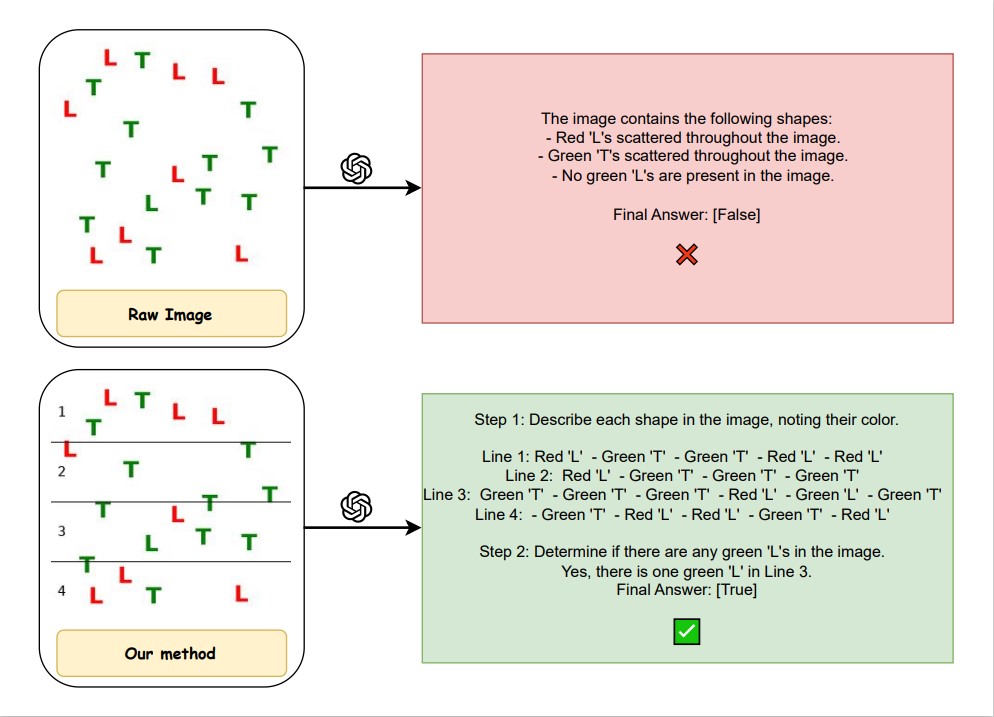 L T L L
T
L T
T
T
T T
L
L T T
T
L
L T L
Raw Image
The image contains the following shapes:
- Red 'L's scattered throughout the image.
- Green 'T's scattered throughout the image.
- No green 'L's are present in the image.
Final Answer: [False]
1 L T L L
T
L T
2 T
T
T T
L
3 L T T
T
L
4 L T L
Our method
Step 1: Describe each shape in the image, noting their color.
Line 1: Red 'L' - Green 'T' - Green 'T' - Red 'L' - Red 'L'
Line 2: Red 'L' - Green 'T' - Green 'T' - Green 'T'
Line 3: Green 'T' - Green 'T' - Green 'T' - Red 'L' - Green 'L' - Green 'T'
Line 4: - Green 'T' - Red 'L' - Red 'L' - Green 'T' - Red 'L'
Step 2: Determine if there are any green 'L's in the image.
Yes, there is one green 'L' in Line 3.
Final Answer: [True]